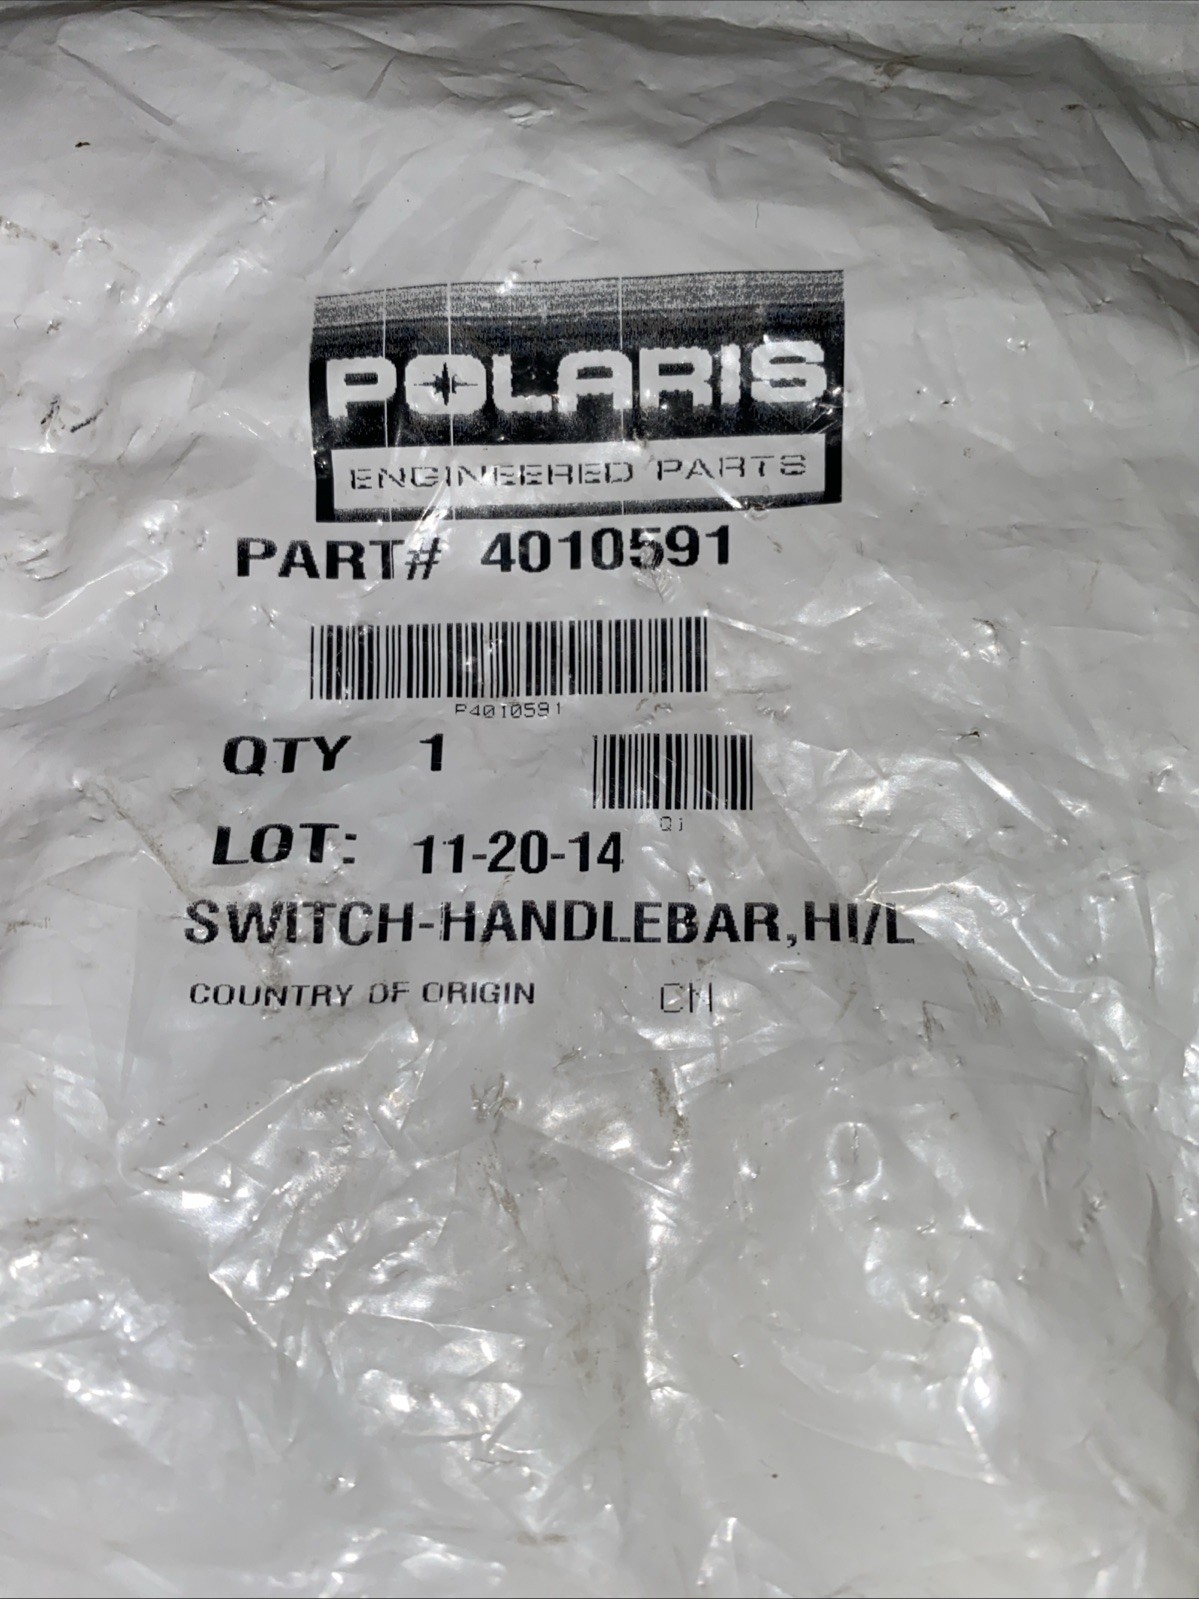 POLARIS
ENGINEERED PARTS
PART# 4010591
P4010591
QTY 1
Q1
LOT: 11-20-14
SWITCH-HANDLEBAR,HI/L
COUNTRY OF ORIGIN CN